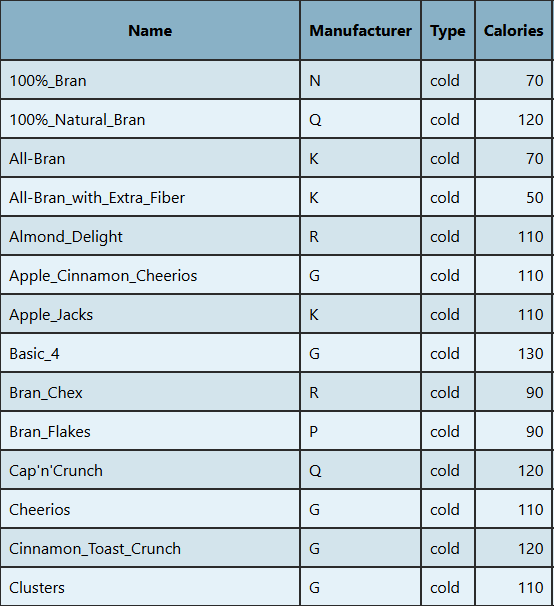 Name Manufacturer Type Calories
100%_Bran N cold 70
100%_Natural_Bran Q cold 120
All-Bran K cold 70
All-Bran_with_Extra_Fiber K cold 50
Almond_Delight R cold 110
Apple_Cinnamon_Cheerios G cold 110
Apple_Jacks K cold 110
Basic_4 G cold 130
Bran_Chex R cold 90
Bran_Flakes P cold 90
Cap'n'Crunch Q cold 120
Cheerios G cold 110
Cinnamon_Toast_Crunch G cold 120
Clusters G cold 110